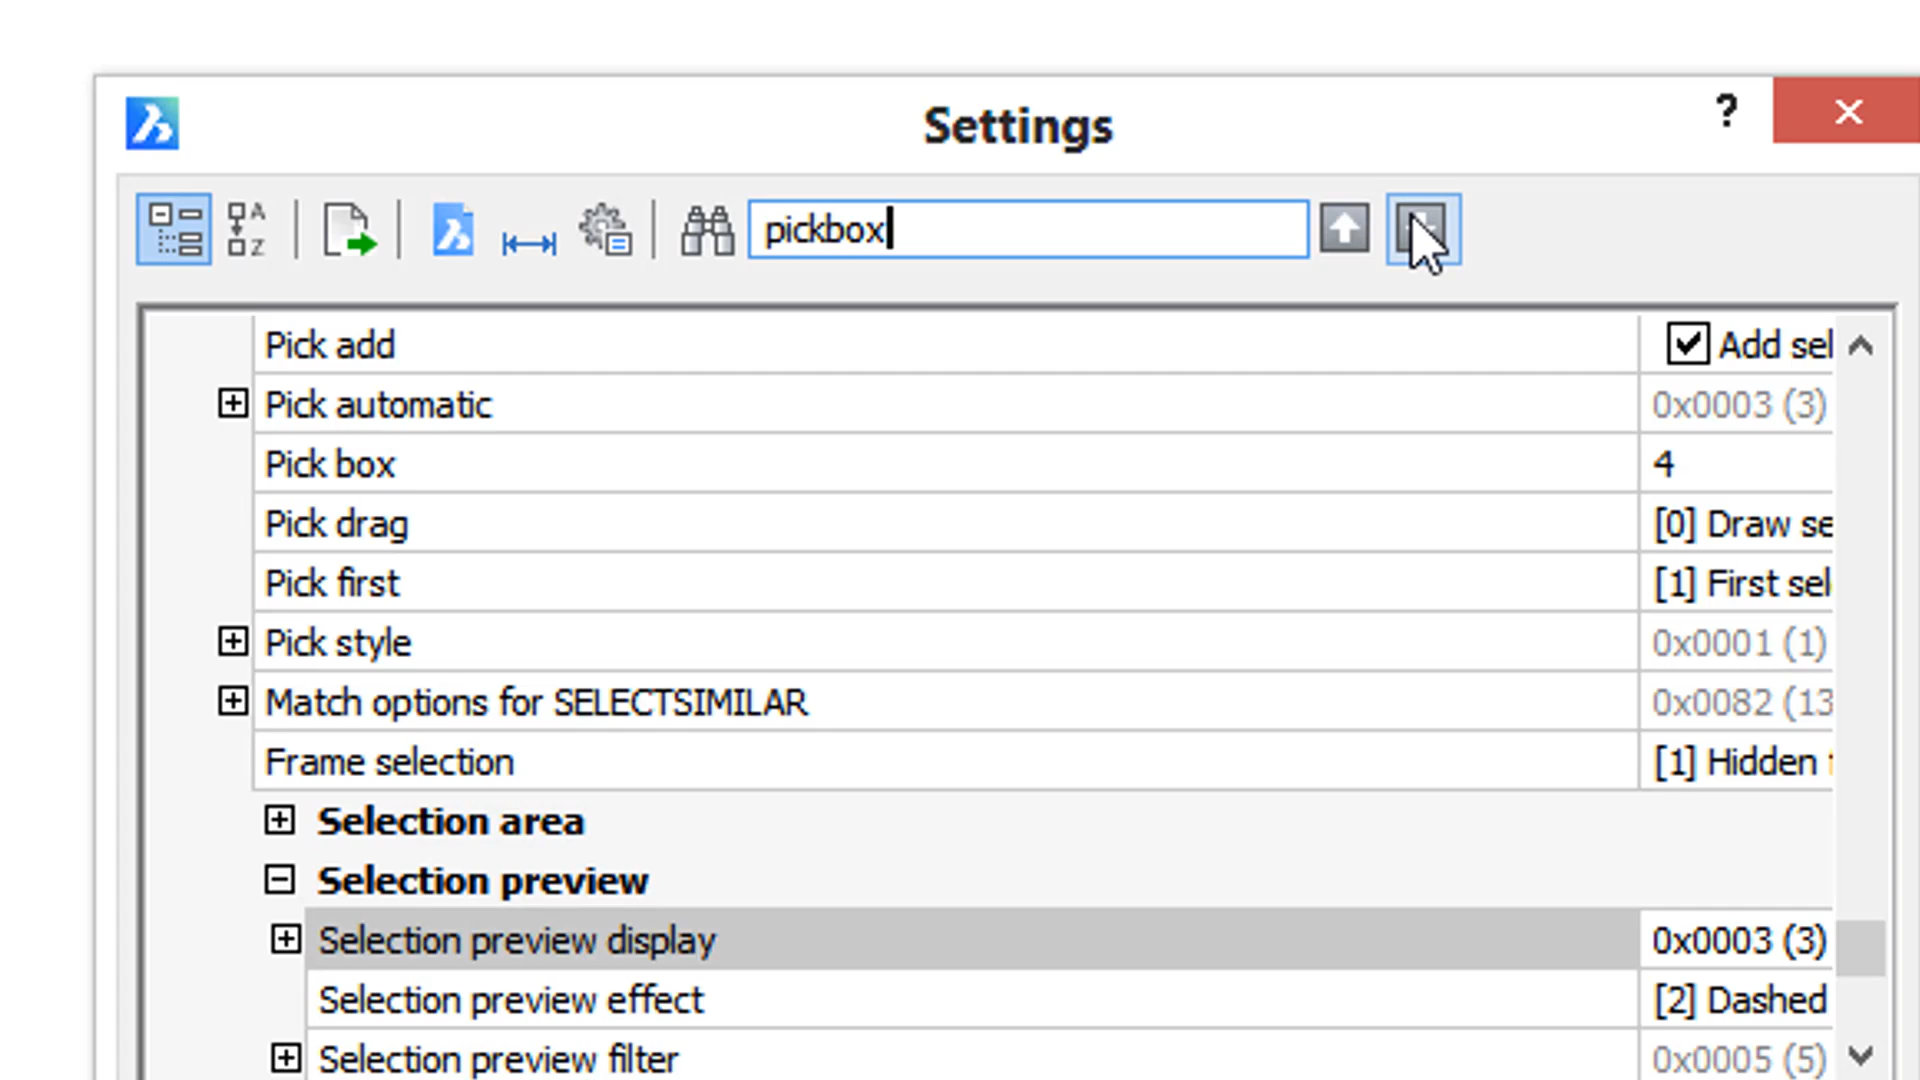 Settings
?
A
Z
pickbox
Pick add Add sel
Pick automatic 0x0003 (3)
Pick box 4
Pick drag [0] Draw se
Pick first [1] First sel
Pick style 0x0001 (1)
Match options for SELECTSIMILAR 0x0082 (13
Frame selection [1] Hidden
Selection area
Selection preview
Selection preview display 0x0003 (3)
Selection preview effect [2] Dashed
Selection preview filter 0x0005 (5)